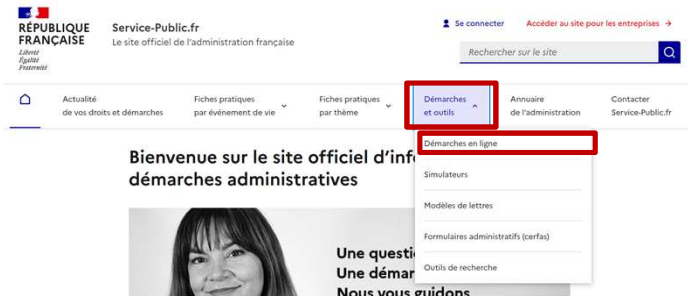 RÉPUBLIQUE
FRANÇAISE
Liberté
Égalité
Fraternité
Service-Public.fr
Le site officiel de l'administration française
Se connecter
Accéder au site pour les entreprises →
Rechercher sur le site
Actualité
de vos droits et démarches
Fiches pratiques
par événement de vie
Fiches pratiques
par thème
Démarches
et outils
Annuaire
de l'administration
Contacter
Service-Public.fr
Démarches en ligne
Simulateurs
Modèles de lettres
Formulaires administratifs (cerfas)
Outils de recherche
Bienvenue sur le site officiel d'inf
démarches administratives
Une questi
Une démar
Nous vous guidons